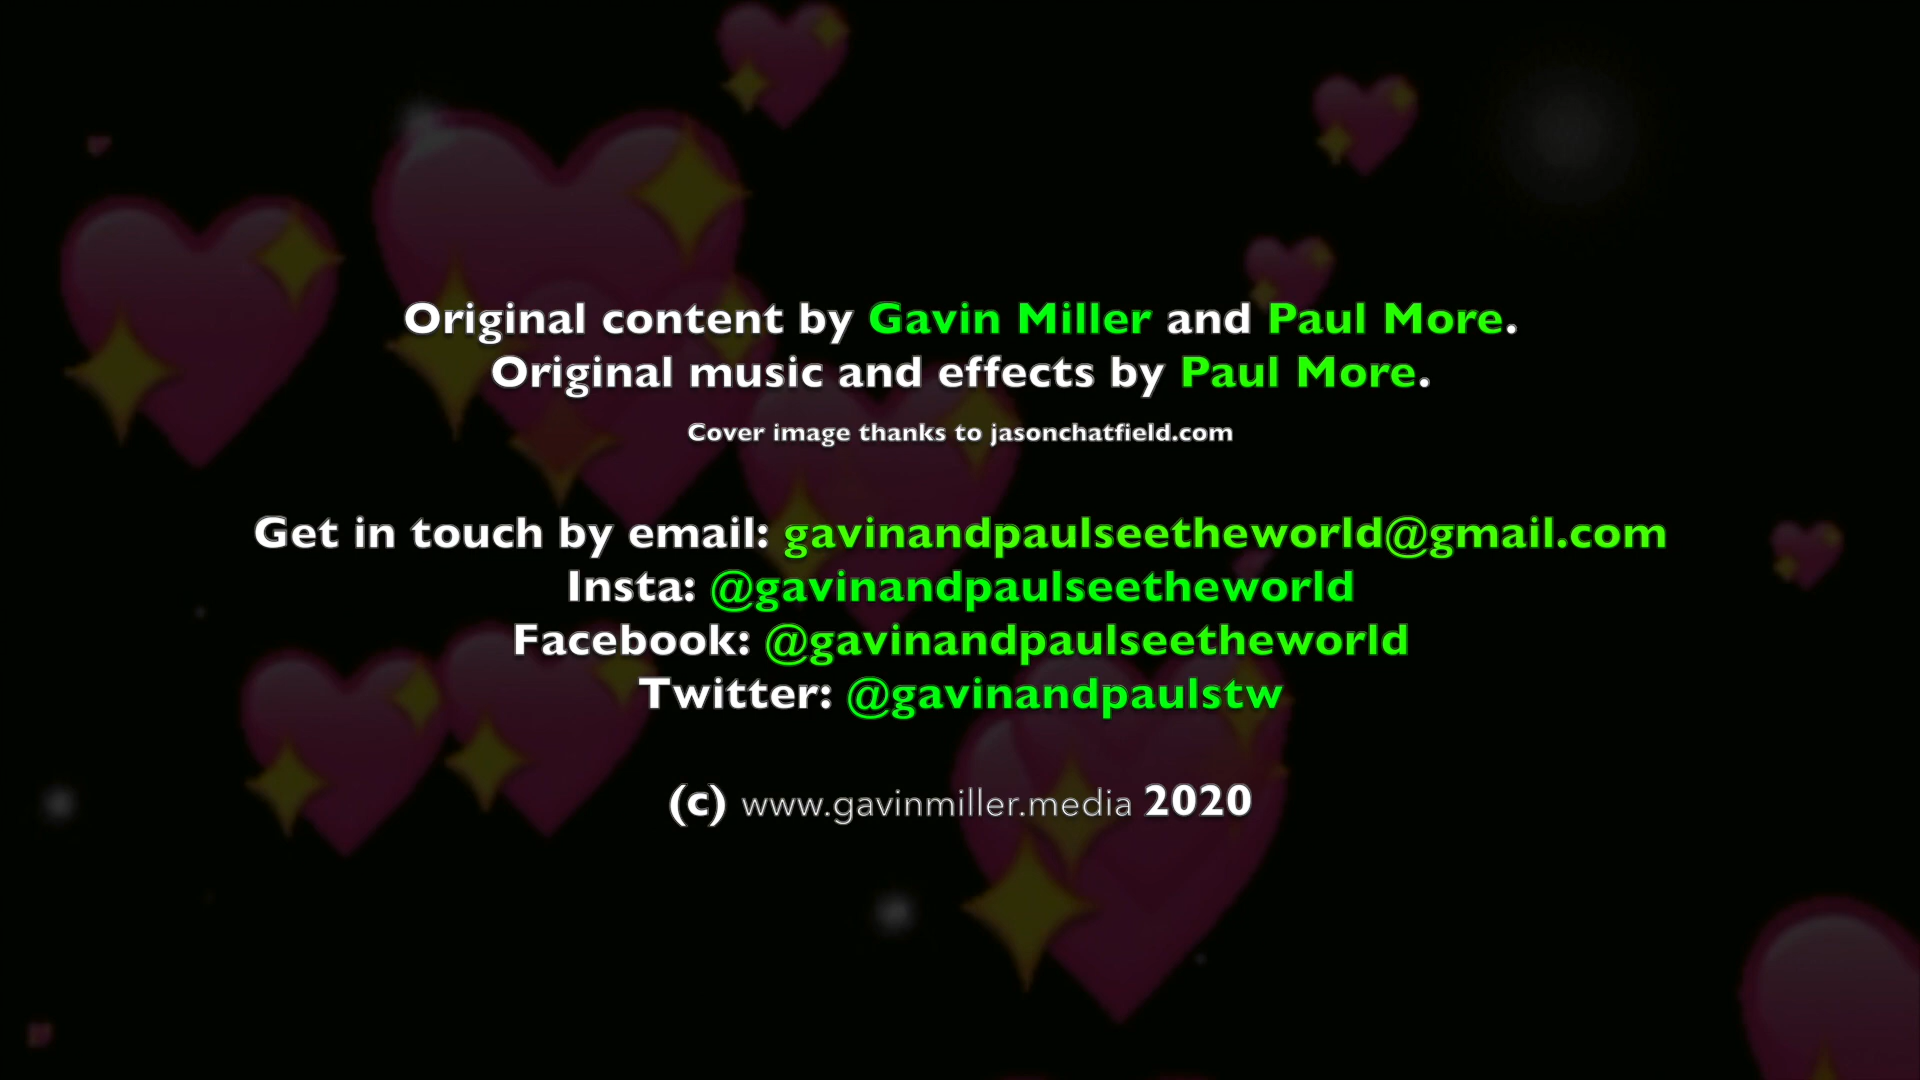 Original content by Gavin Miller and Paul More.
Original music and effects by Paul More.
Cover image thanks to jasonchatfield.com
Get in touch by email: gavinandpaulseetheworld@gmail.com
Insta: @gavinandpaulseetheworld
Facebook: @gavinandpaulseetheworld
Twitter: @gavinandpaulstw
(c) www.gavinmiller.media 2020